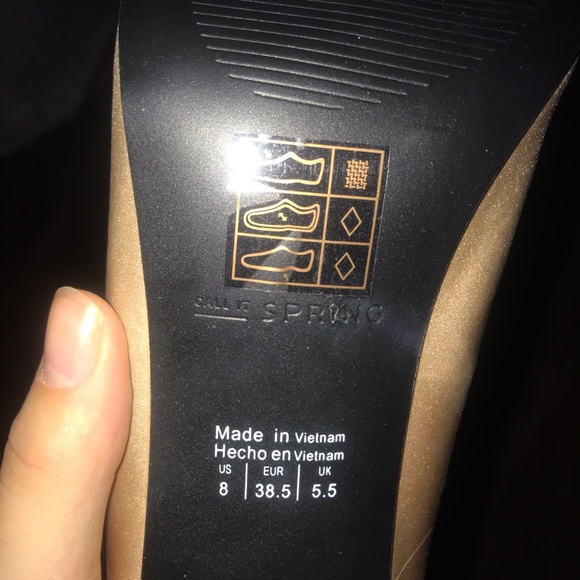 CALL IT SPRING
Made in Vietnam
Hecho en Vietnam
US EUR UK
8 38.5 5.5